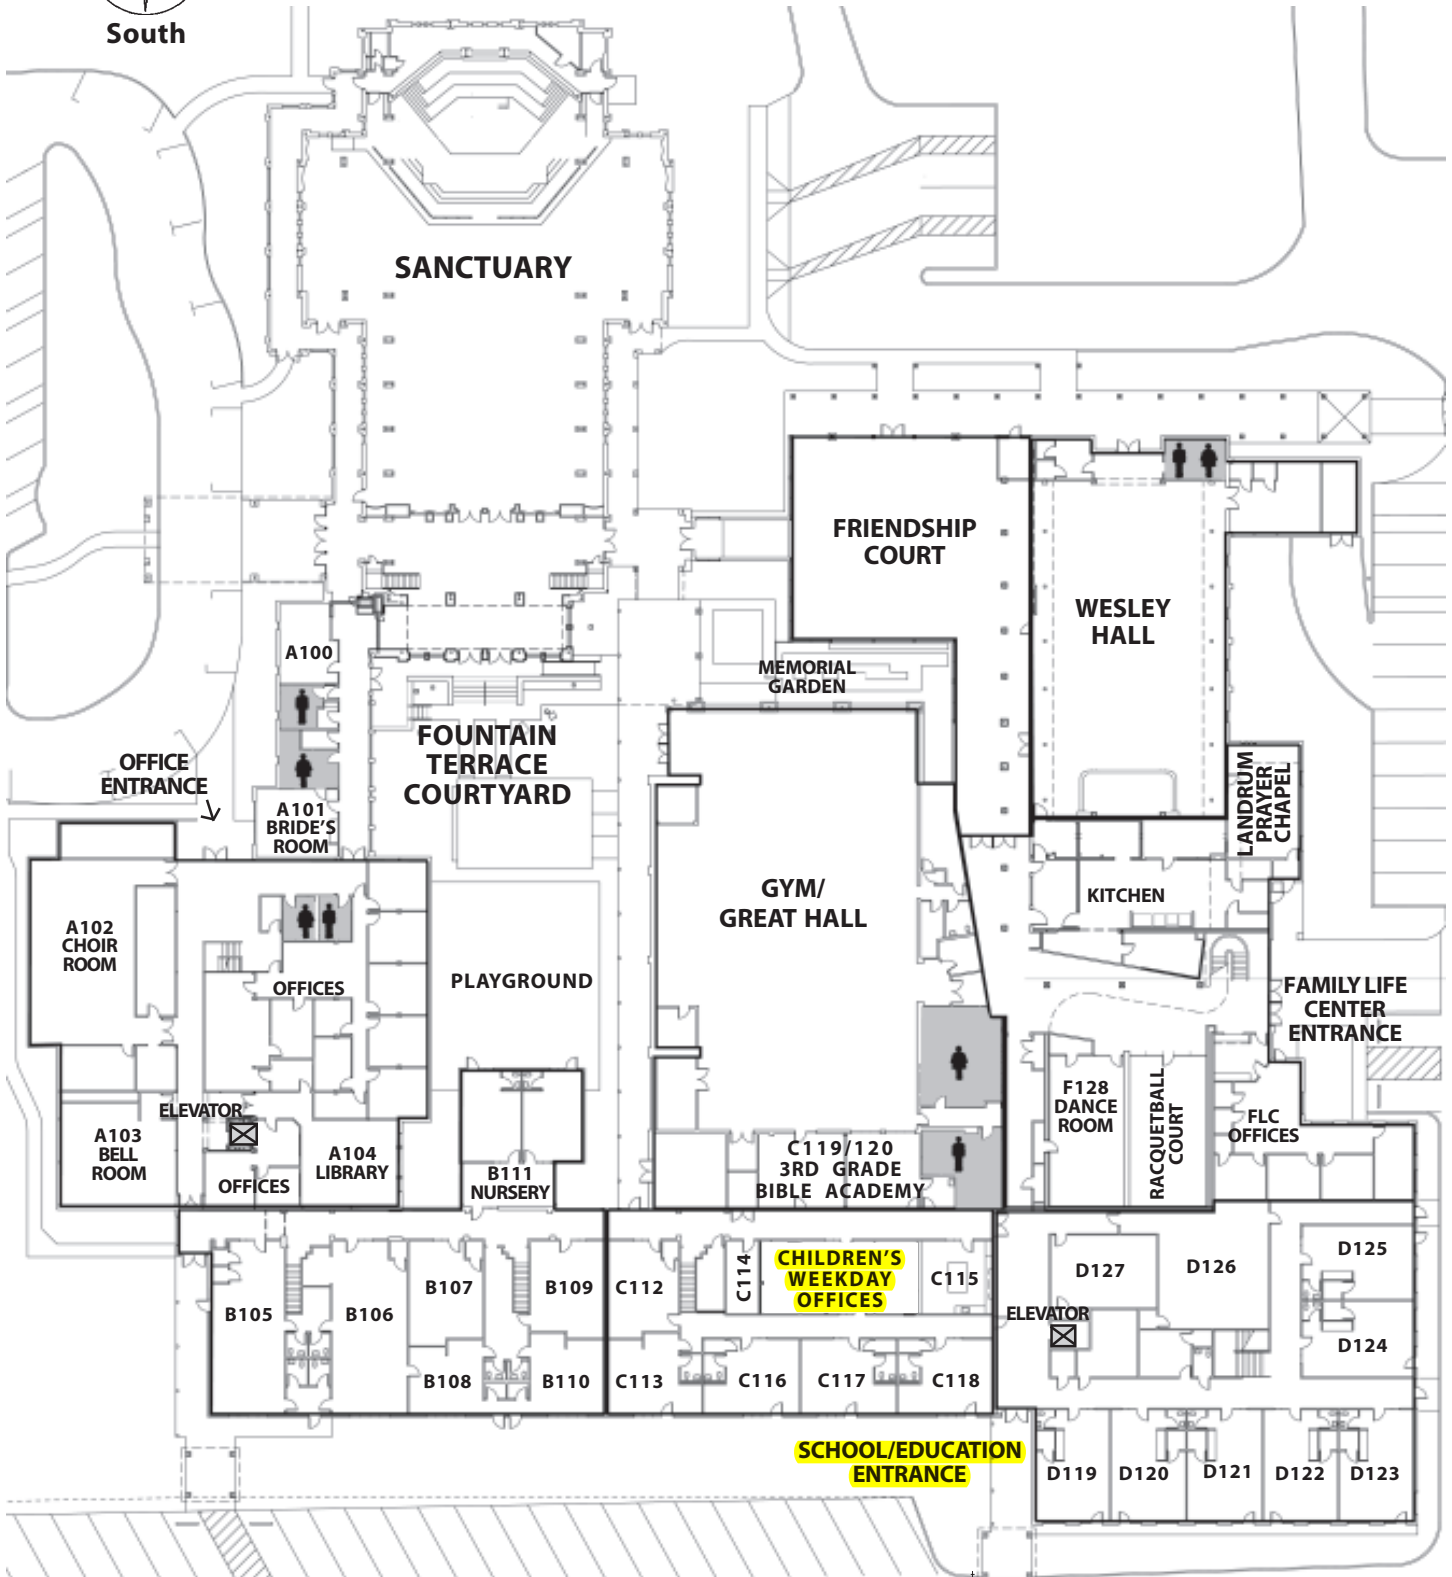 South
SANCTUARY
FRIENDSHIP
COURT
WESLEY
HALL
A100
MEMORIAL
GARDEN
FOUNTAIN
TERRACE
COURTYARD
OFFICE
ENTRANCE
A101
BRIDE'S
ROOM
LANDRUM
PRAYER
CHAPEL
GYM/
GREAT HALL
KITCHEN
A102
CHOIR
ROOM
OFFICES
PLAYGROUND
FAMILY LIFE
CENTER
ENTRANCE
F128
DANCE
ROOM
RACQUETBALL
COURT
FLC
OFFICES
ELEVATOR
A103
BELL
ROOM
A104
LIBRARY
OFFICES
B111
NURSERY
C119/120
3RD GRADE
BIBLE ACADEMY
B105
B106
B107
B109
B108
B110
C112
C114
CHILDREN'S
WEEKDAY
OFFICES
C115
C113
C116
C117
C118
D127
D126
D125
ELEVATOR
D124
SCHOOL/EDUCATION
ENTRANCE
D119
D120
D121
D122
D123